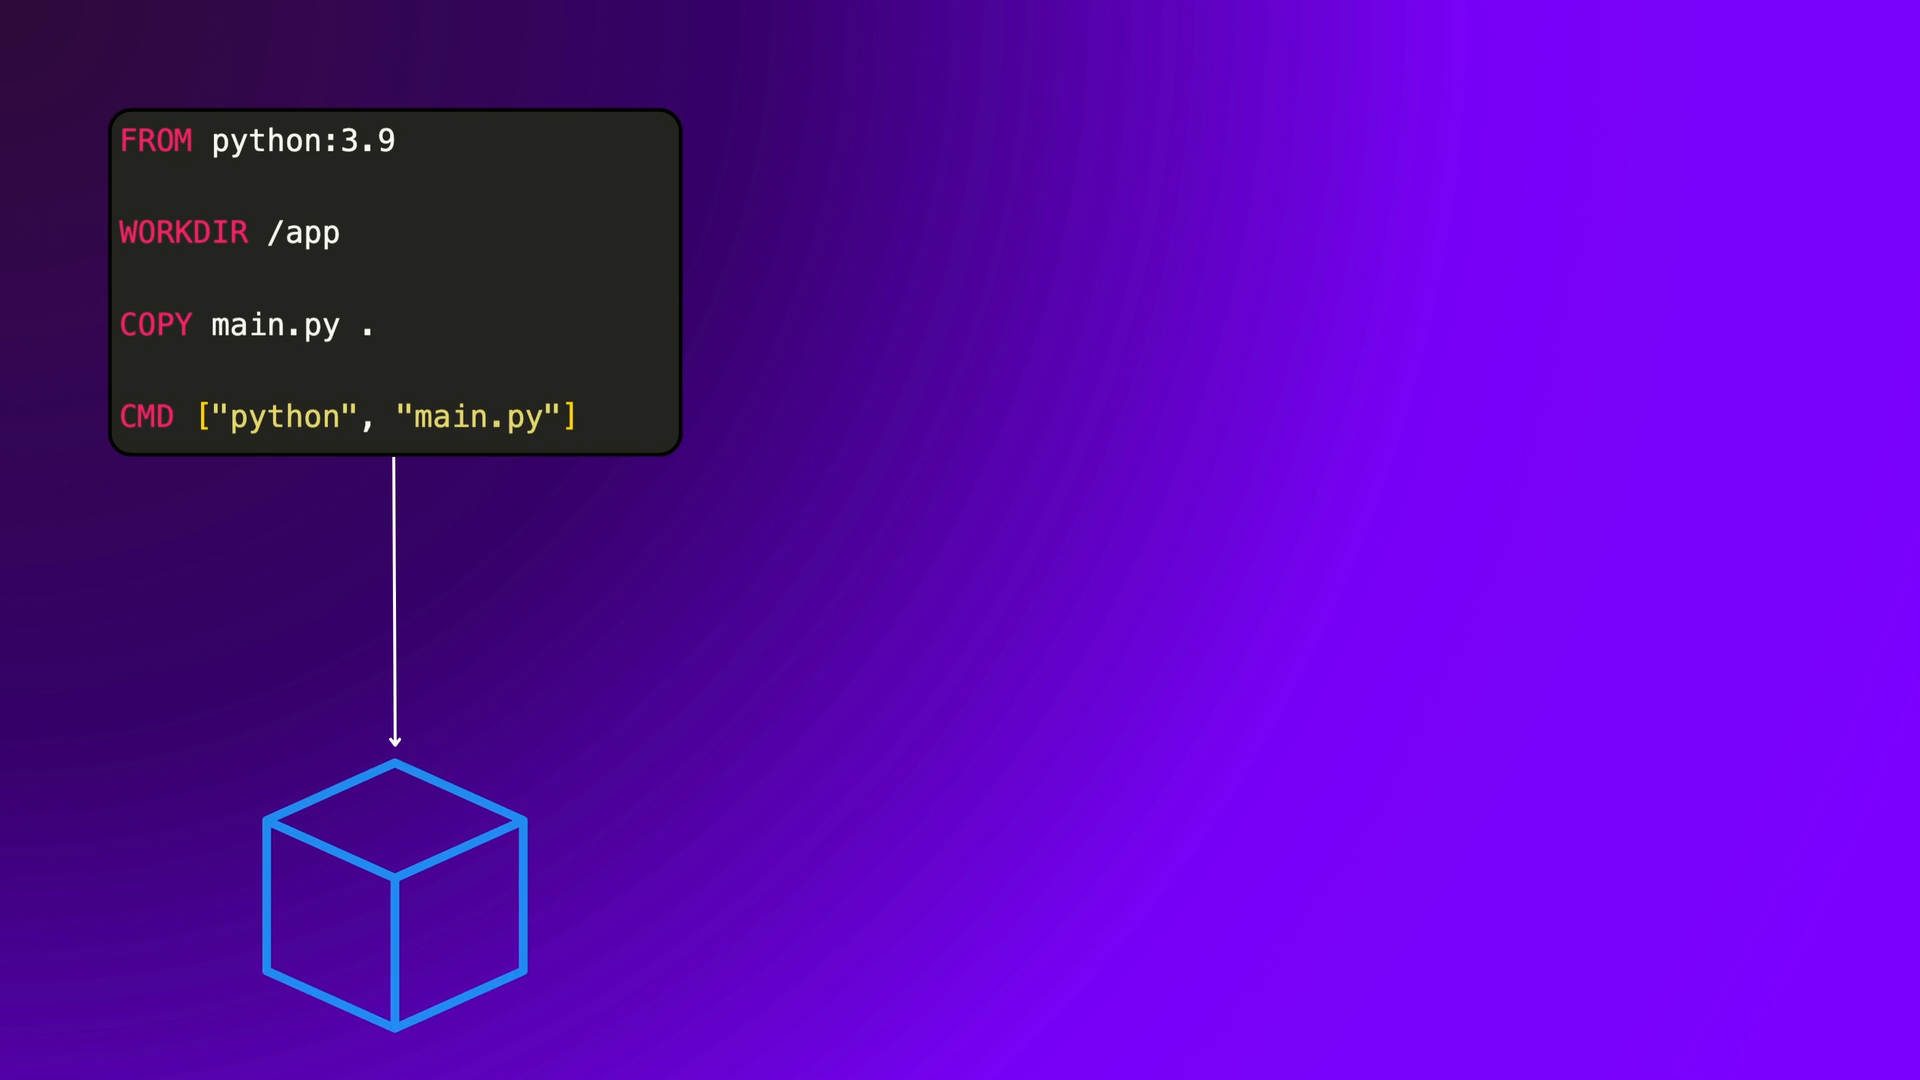 FROM python:3.9
WORKDIR /app
COPY main.py .
CMD ["python", "main.py"]